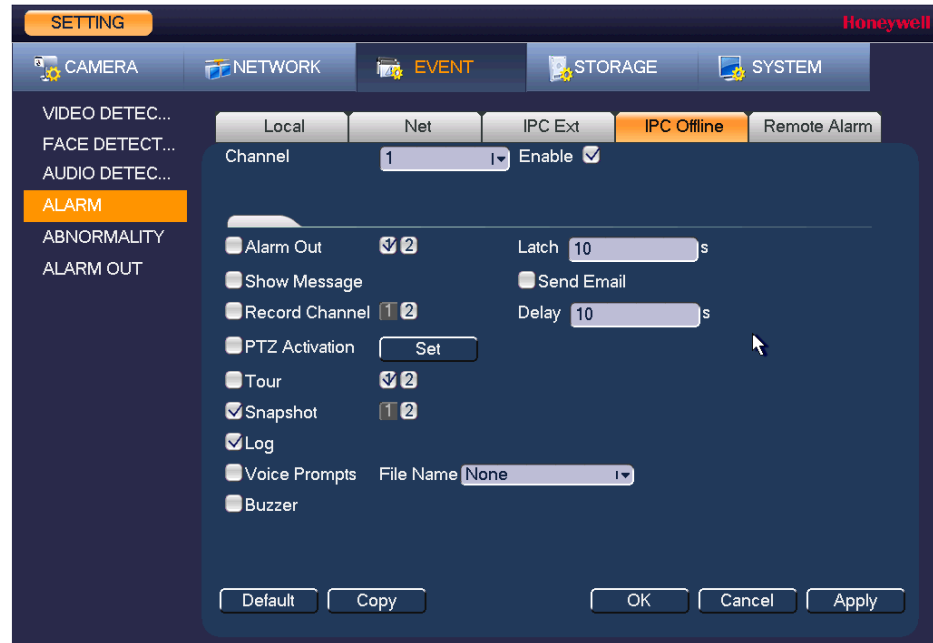 SETTING
Honeywell
CAMERA NETWORK EVENT STORAGE SYSTEM
VIDEO DETEC...
FACE DETECT...
AUDIO DETEC...
ALARM
ABNORMALITY
ALARM OUT
Local Net IPC Ext IPC Offline Remote Alarm
Channel 1 Enable
Alarm Out 1 2 Latch 10 s
Show Message Send Email
Record Channel 1 2 Delay 10 s
PTZ Activation Set
Tour 1 2
Snapshot 1 2
Log
Voice Prompts File Name None
Buzzer
Default Copy OK Cancel Apply